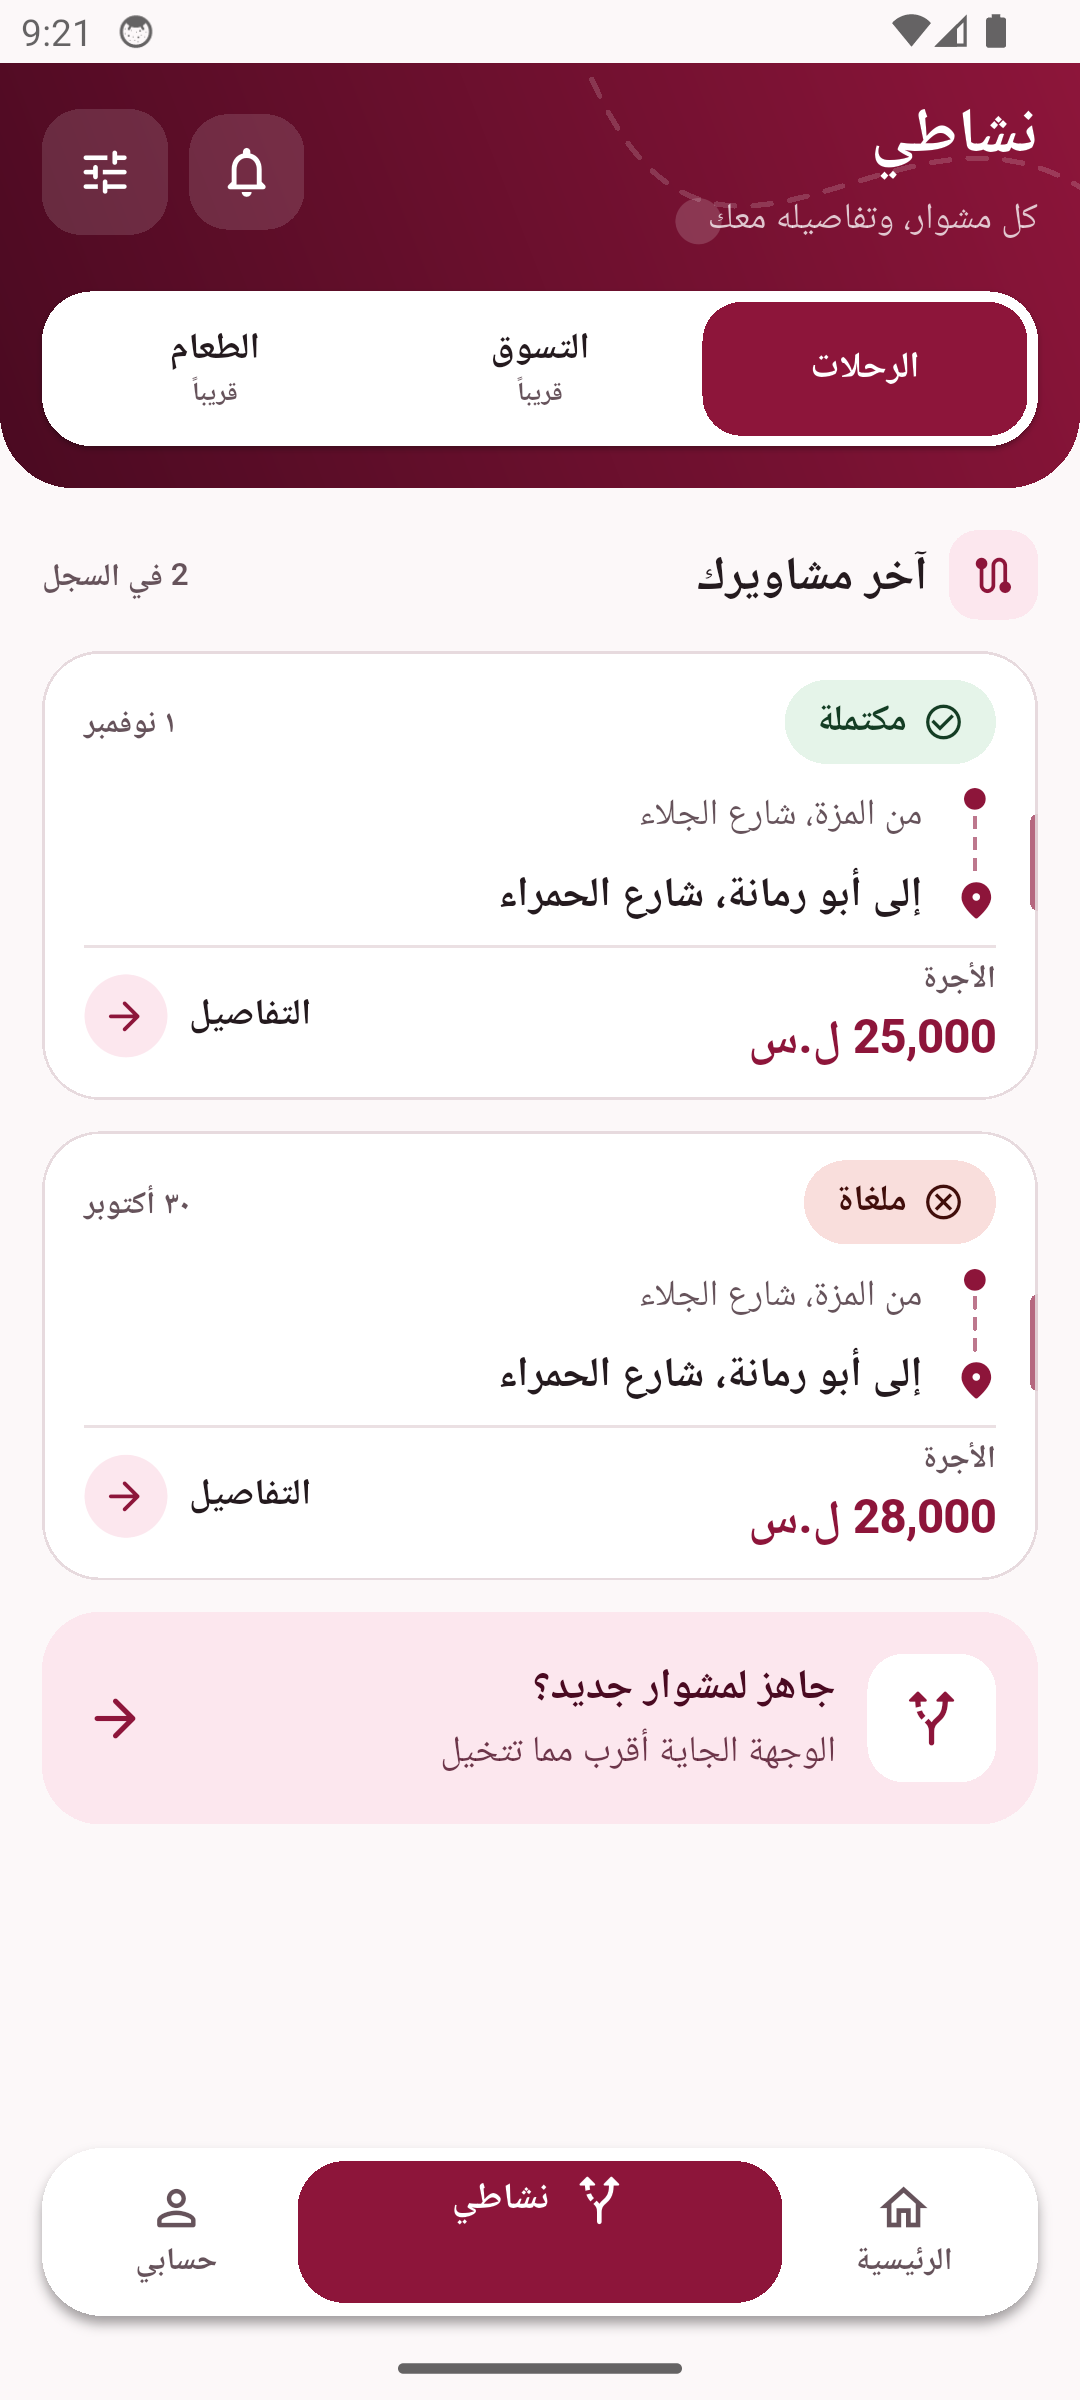 9:21
نشاطي
كل مشوار، وتفاصيله معك
الرحلات
التسوق
قريباً
الطعام
قريباً
آخر مشاويرك
2 في السجل
مكتملة
١ نوفمبر
من المزة، شارع الجلاء
إلى أبو رمانة، شارع الحمراء
الأجرة
25,000 ل.س
التفاصيل
ملغاة
٣٠ أكتوبر
من المزة، شارع الجلاء
إلى أبو رمانة، شارع الحمراء
الأجرة
28,000 ل.س
التفاصيل
جاهز لمشوار جديد؟
الوجهة الجاية أقرب مما تتخيل
الرئيسية
نشاطي
حسابي